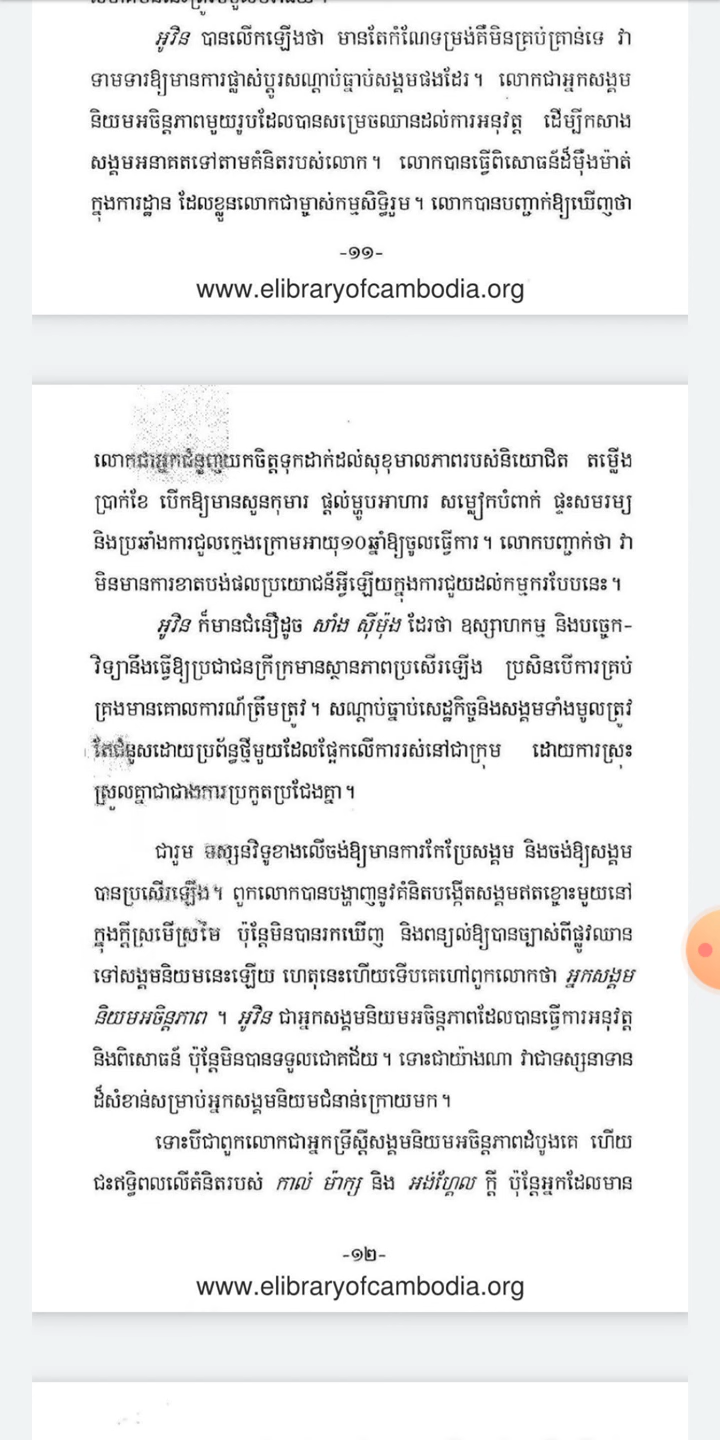 អូវិន បានលើកឡើងថា មានតែកំណែទម្រង់គឺមិនគ្រប់គ្រាន់ទេ វា
ទាមទារឱ្យមានការផ្លាស់ប្តូរសណ្តាប់ធ្នាប់សង្គមផងដែរ។ លោកជាអ្នកសង្គម
និយមអចិន្តភាពមួយរូបដែលបានសម្រេចឈានដល់ការអនុវត្ត ដើម្បីកសាង
សង្គមអនាគតទៅតាមគំនិតរបស់លោក។ លោកបានធ្វើពិសោធន៍ដ៏ម៉ឺងម៉ាត់
ក្នុងការដ្ឋាន ដែលខ្លួនលោកជាម្ចាស់កម្មសិទ្ធិរួម។ លោកបានបញ្ជាក់ឱ្យឃើញថា
-១១-
www.elibraryofcambodia.org
លោកជាអ្នកជំនួញយកចិត្តទុកដាក់ដល់សុខុមាលភាពរបស់និយោជិត តម្លើង
ប្រាក់ខែ បើកឱ្យមានសួនកុមារ ផ្តល់ម្ហូបអាហារ សម្លៀកបំពាក់ ផ្ទះសមរម្យ
និងប្រឆាំងការជួលក្មេងក្រោមអាយុ១០ឆ្នាំឱ្យចូលធ្វើការ។ លោកបញ្ជាក់ថា វា
មិនមានការខាតបង់ផលប្រយោជន៍អ្វីឡើយក្នុងការជួយដល់កម្មករបែបនេះ។
អូវិន ក៏មានជំនឿដូច សាំង ស៊ីម៉ុង ដែរថា ឧស្សាហកម្ម និងបច្ចេក-
វិទ្យានឹងធ្វើឱ្យប្រជាជនក្រីក្រមានស្ថានភាពប្រសើរឡើង ប្រសិនបើការគ្រប់
គ្រងមានគោលការណ៍ត្រឹមត្រូវ។ សណ្តាប់ធ្នាប់សេដ្ឋកិច្ចនិងសង្គមទាំងមូលត្រូវ
តែជំនួសដោយប្រព័ន្ធថ្មីមួយដែលផ្អែកលើការរស់នៅជាក្រុម ដោយការស្រុះ
ស្រួលគ្នាជាជាងការប្រកួតប្រជែងគ្នា។
ជារួម ទស្សនវិទូខាងលើចង់ឱ្យមានការកែប្រែសង្គម និងចង់ឱ្យសង្គម
បានប្រសើរឡើង។ ពួកលោកបានបង្ហាញនូវគំនិតបង្កើតសង្គមឥតខ្ចោះមួយនៅ
ក្នុងក្តីស្រមើស្រមៃ ប៉ុន្តែមិនបានរកឃើញ និងពន្យល់ឱ្យបានច្បាស់ពីផ្លូវឈាន
ទៅសង្គមនិយមនេះឡើយ ហេតុនេះហើយទើបគេហៅពួកលោកថា អ្នកសង្គម
និយមអចិន្តភាព ។ អូវិន ជាអ្នកសង្គមនិយមអចិន្តភាពដែលបានធ្វើការអនុវត្ត
និងពិសោធន៍ ប៉ុន្តែមិនបានទទួលជោគជ័យ។ ទោះជាយ៉ាងណា វាជាទស្សនាទាន
ដ៏សំខាន់សម្រាប់អ្នកសង្គមនិយមជំនាន់ក្រោយមក។
ទោះបីជាពួកលោកជាអ្នកទ្រឹស្តីសង្គមនិយមអចិន្តភាពដំបូងគេ ហើយ
ជះឥទ្ធិពលលើគំនិតរបស់ កាល់ ម៉ាក្ស និង អង់ហ្គែល ក្តី ប៉ុន្តែអ្នកដែលមាន
-១២-
www.elibraryofcambodia.org